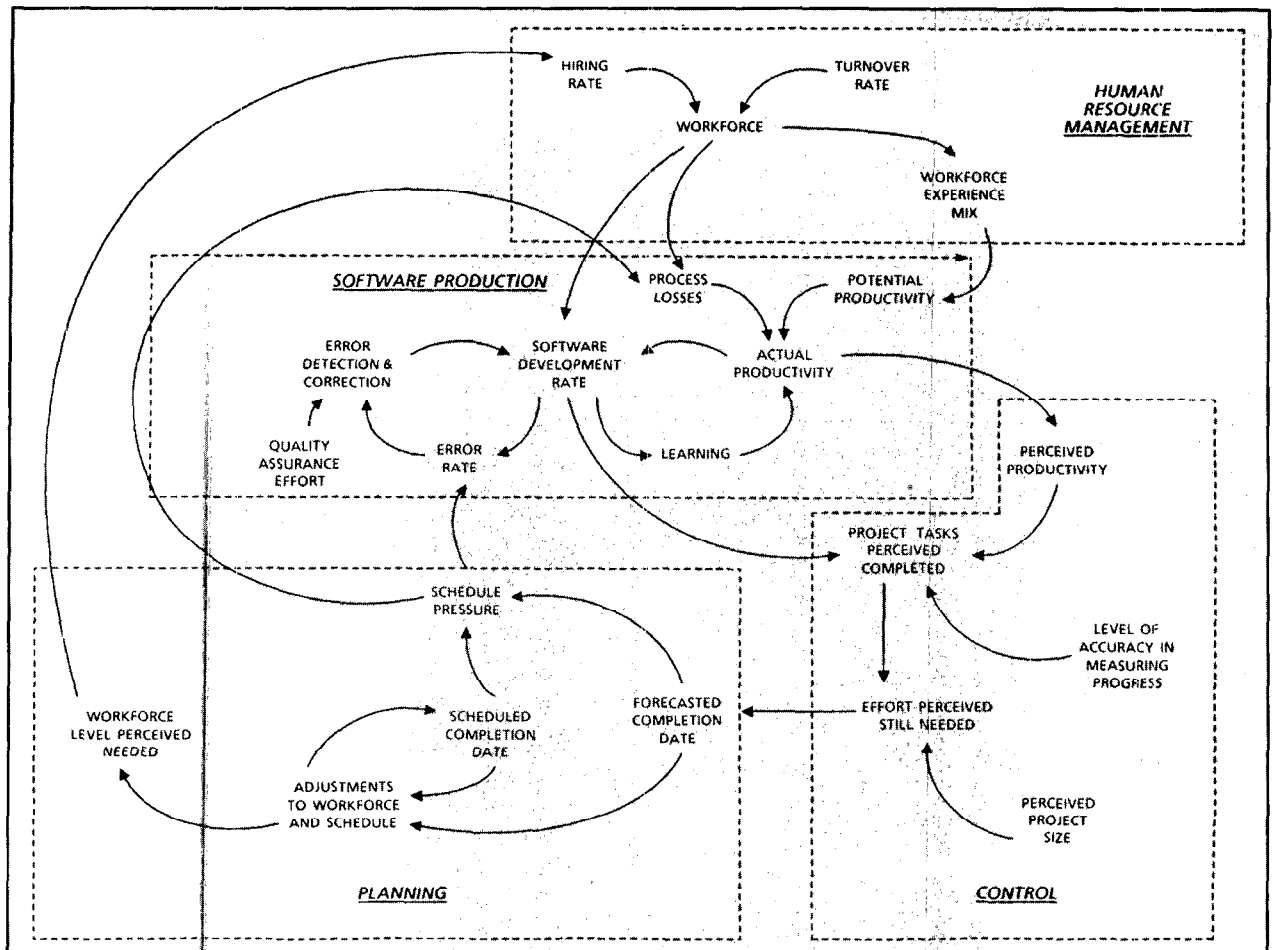 HIRING
RATE
TURNOVER
RATE
HUMAN
RESOURCE
MANAGEMENT
WORKFORCE
WORKFORCE
EXPERIENCE
MIX
SOFTWARE PRODUCTION
PROCESS
LOSSES
POTENTIAL
PRODUCTIVITY
ERROR
DETECTION &
CORRECTION
SOFTWARE
DEVELOPMENT
RATE
ACTUAL
PRODUCTIVITY
QUALITY
ASSURANCE
EFFORT
ERROR
RATE
LEARNING
PERCEIVED
PRODUCTIVITY
PROJECT TASKS
PERCEIVED
COMPLETED
SCHEDULE
PRESSURE
LEVEL OF
ACCURACY IN
MEASURING
PROGRESS
WORKFORCE
LEVEL PERCEIVED
NEEDED
SCHEDULED
COMPLETION
DATE
FORECASTED
COMPLETION
DATE
EFFORT PERCEIVED
STILL NEEDED
ADJUSTMENTS
TO WORKFORCE
AND SCHEDULE
PERCEIVED
PROJECT
SIZE
PLANNING
CONTROL